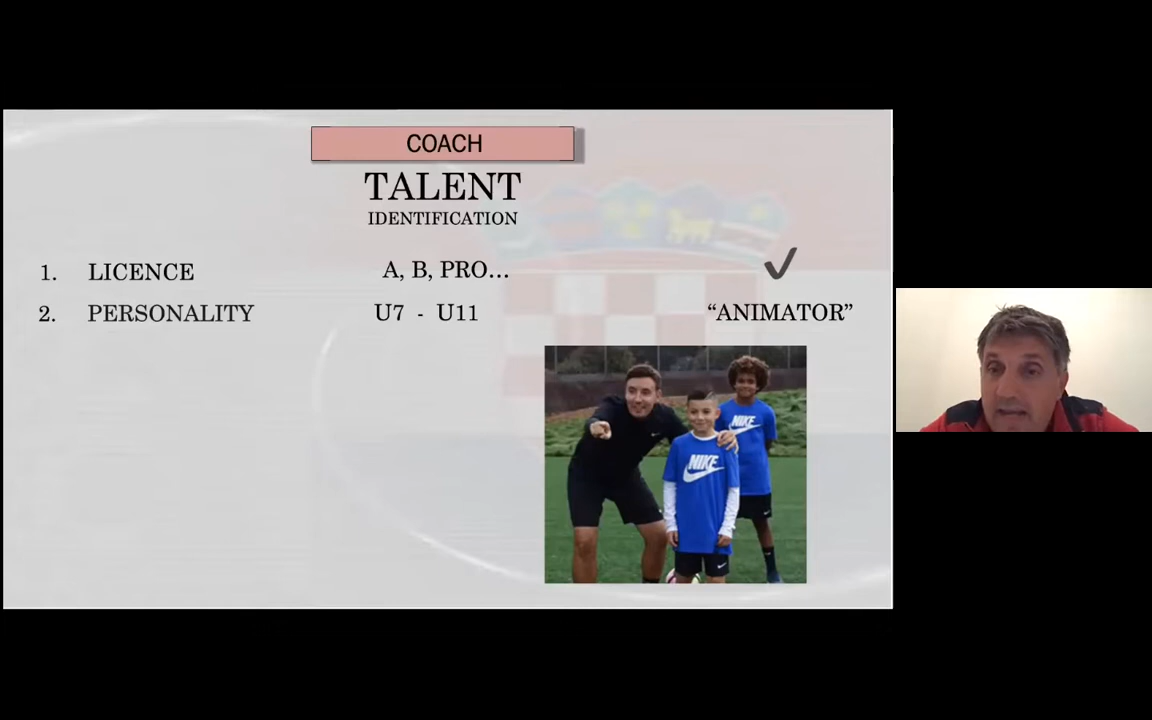 COACH
TALENT
IDENTIFICATION
1. LICENCE A, B, PRO... ✓
2. PERSONALITY U7 - U11 “ANIMATOR”
NIKE
NIKE